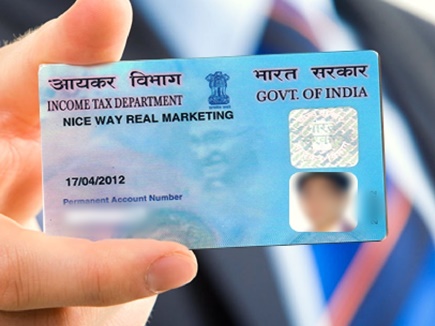 आयकर विभाग
भारत सरकार
INCOME TAX DEPARTMENT
GOVT. OF INDIA
NICE WAY REAL MARKETING
17/04/2012
Permanent Account Number